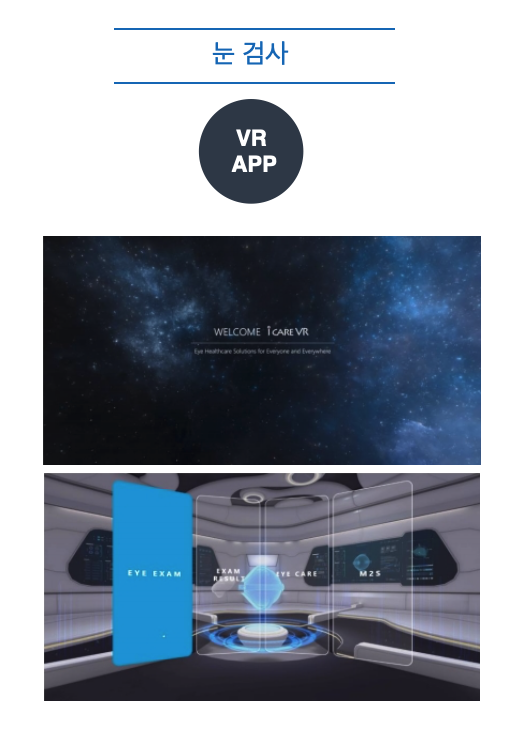 눈 검사
VR
APP
WELCOME iCARE VR
Eye Healthcare Solutions for Everyone and Everywhere
EYE EXAM
EXAM
RESULT
EYE CARE
M2S